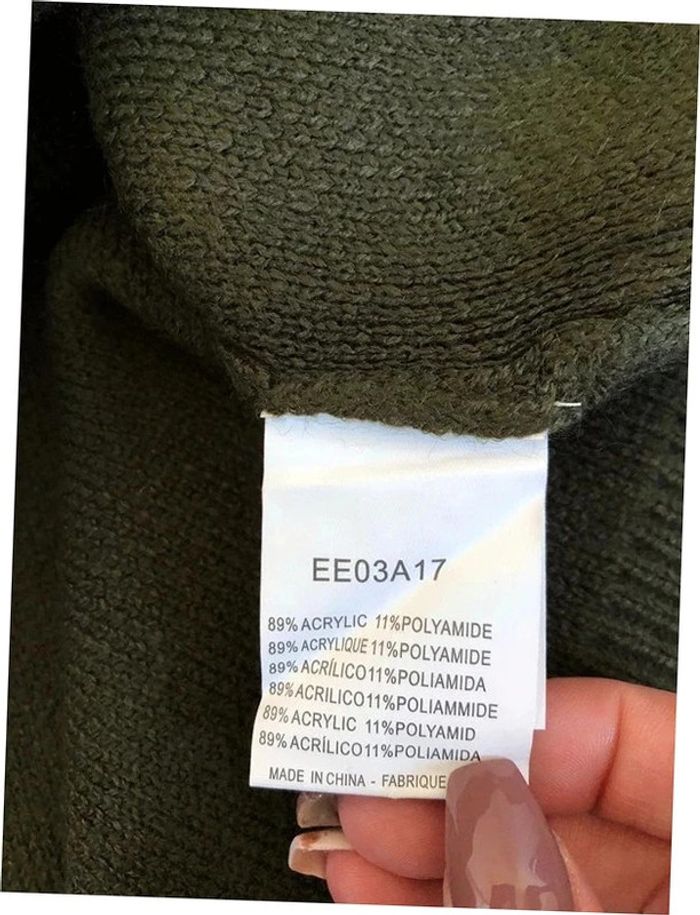 EE03A17
89% ACRYLIC 11%POLYAMIDE
89% ACRYLIQUE 11%POLYAMIDE
89% ACRÍLICO11%POLIAMIDA
89% ACRILICO11%POLIAMMIDE
89% ACRYLIC 11%POLYAMID
89% ACRÍLICO11%POLIAMIDA
MADE IN CHINA - FABRIQUE